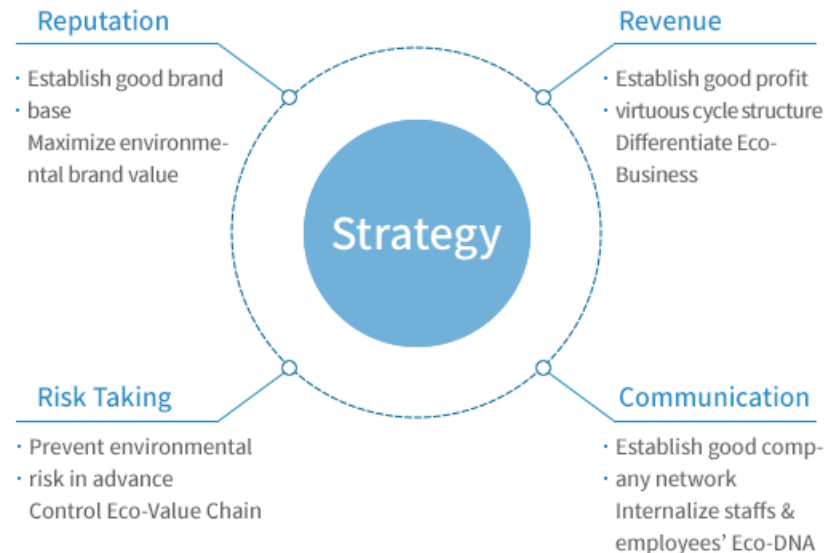 Reputation
· Establish good brand
· base
Maximize environme-
ntal brand value
Revenue
· Establish good profit
· virtuous cycle structure
Differentiate Eco-
Business
Strategy
Risk Taking
· Prevent environmental
· risk in advance
Control Eco-Value Chain
Communication
· Establish good comp-
· any network
Internalize staffs &
employees’ Eco-DNA